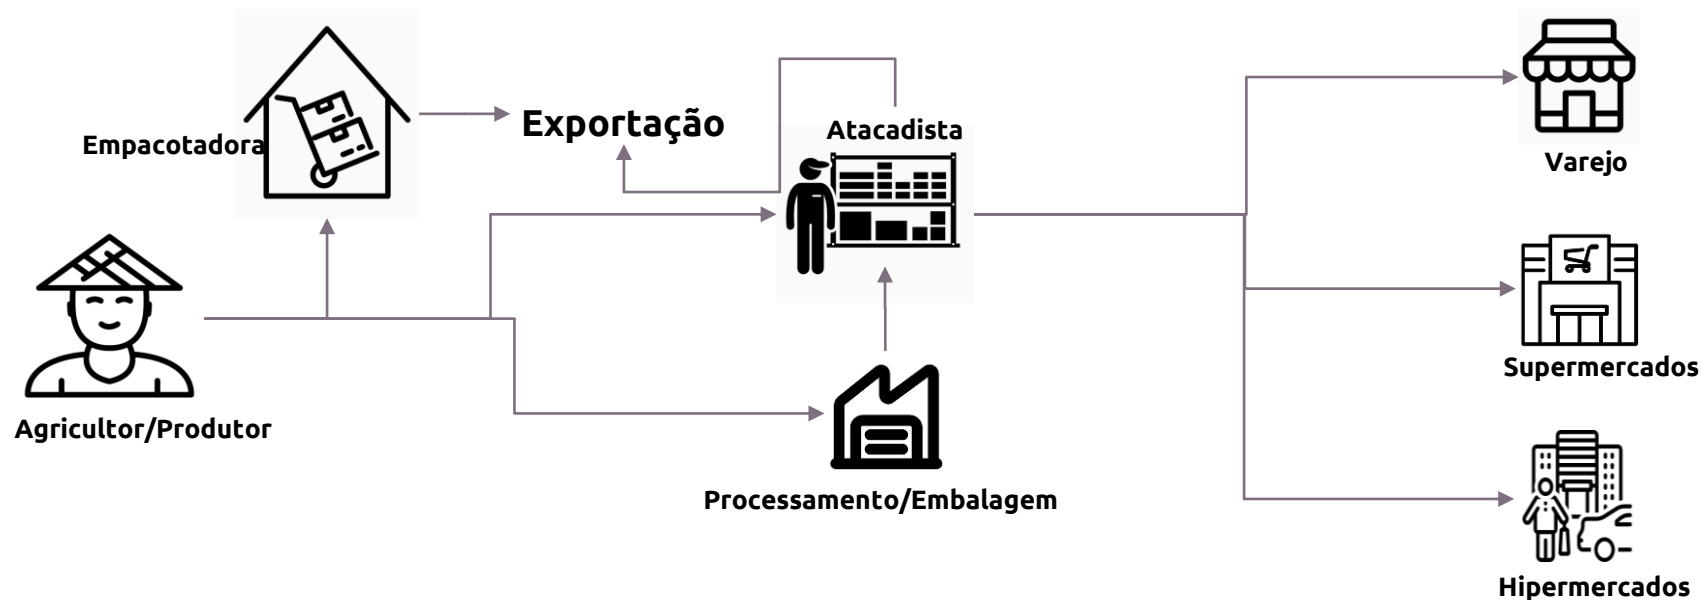 Empacotadora
Exportação
Atacadista
Varejo
Agricultor/Produtor
Supermercados
Processamento/Embalagem
Hipermercados